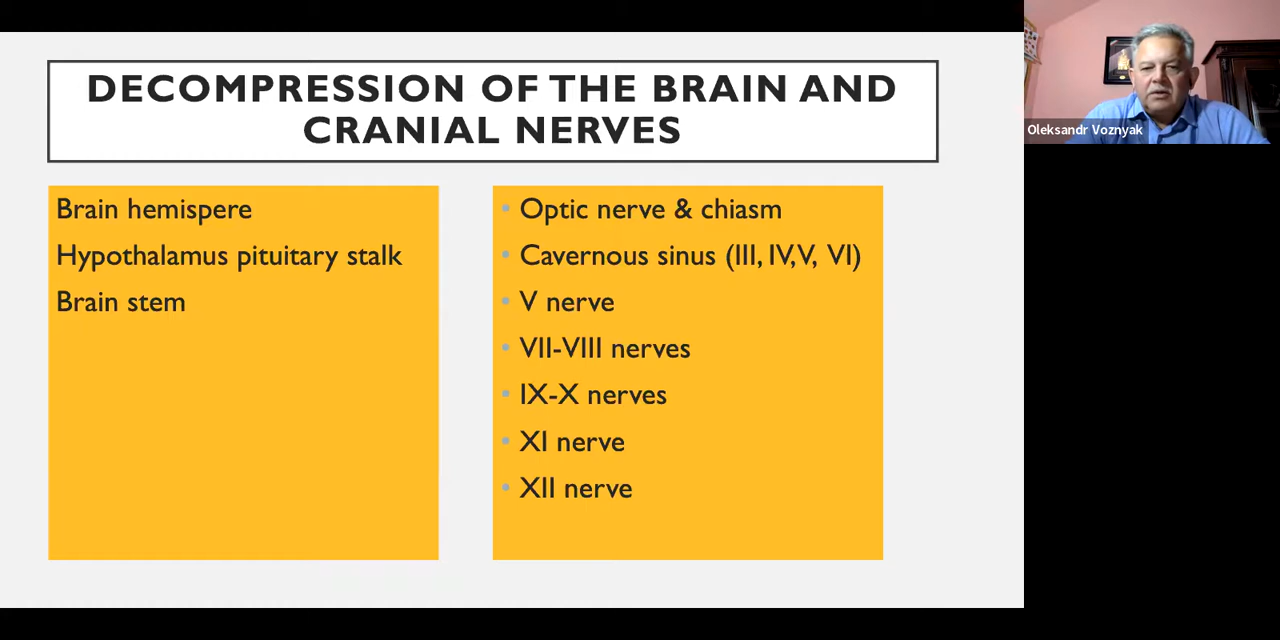 DECOMPRESSION OF THE BRAIN AND
CRANIAL NERVES
Brain hemispere
Hypothalamus pituitary stalk
Brain stem
• Optic nerve & chiasm
• Cavernous sinus (III, IV,V, VI)
• V nerve
• VII-VIII nerves
• IX-X nerves
• XI nerve
• XII nerve
Oleksandr Voznyak